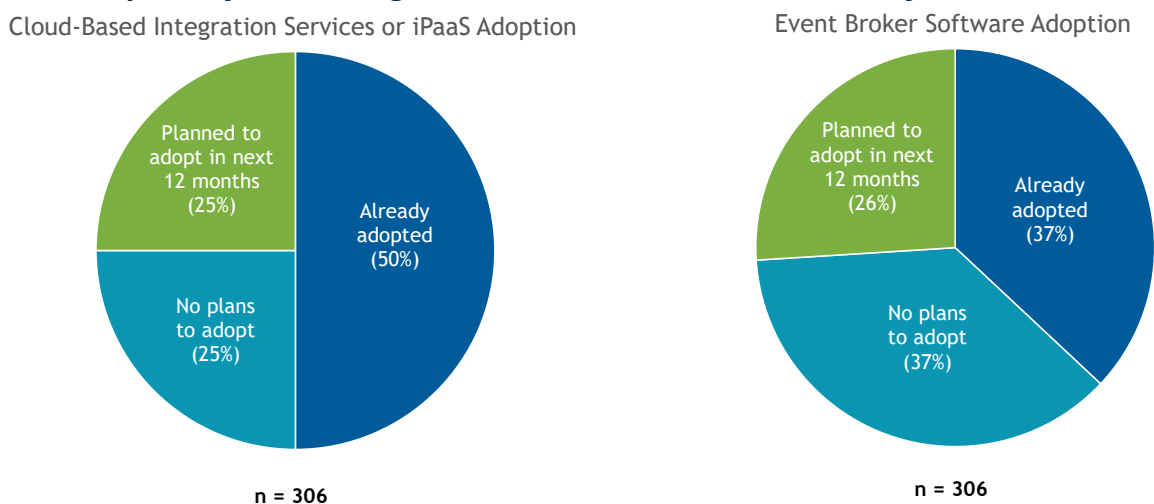 Cloud-Based Integration Services or iPaaS Adoption
Planned to
adopt in next
12 months
(25%)
Already
adopted
(50%)
No plans
to adopt
(25%)
n = 306
Event Broker Software Adoption
Planned to
adopt in next
12 months
(26%)
Already
adopted
(37%)
No plans
to adopt
(37%)
n = 306